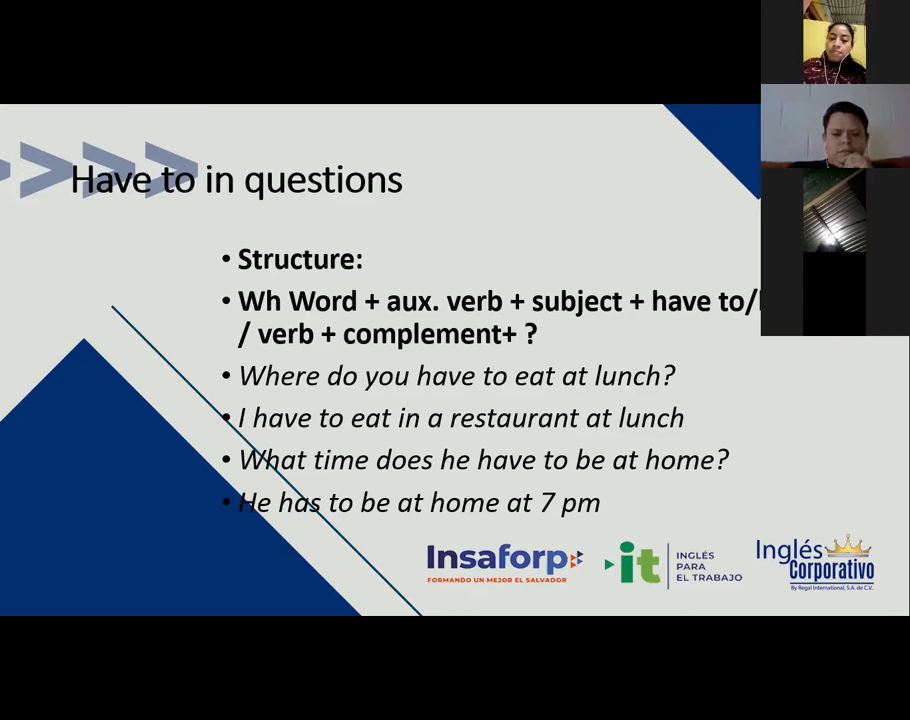 Have to in questions
• Structure:
• Wh Word + aux. verb + subject + have to/
/ verb + complement+ ?
• Where do you have to eat at lunch?
• I have to eat in a restaurant at lunch
• What time does he have to be at home?
• He has to be at home at 7 pm
Insaforp
FORMANDO UN MEJOR EL SALVADOR
it
INGLÉS
PARA
EL TRABAJO
Inglés
Corporativo
By Regal International, S.A. de C.V.